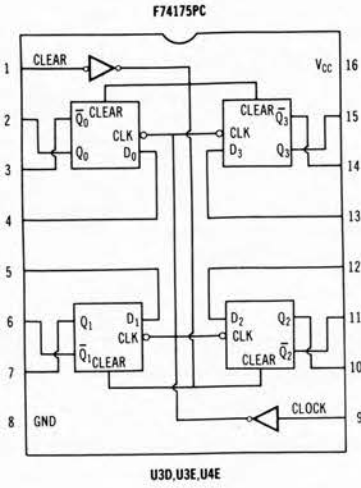 F74175PC
1 CLEAR V_CC 16
2 Q̅₀ CLEAR CLEAR Q̅₃ 15
CLK CLK
3 Q₀ D₀ D₃ Q₃ 14
4 13
5 12
6 Q₁ D₁ D₂ Q₂ 11
CLK CLK
7 Q̅₁ CLEAR CLEAR Q̅₂ 10
8 GND CLOCK 9
U3D,U3E,U4E